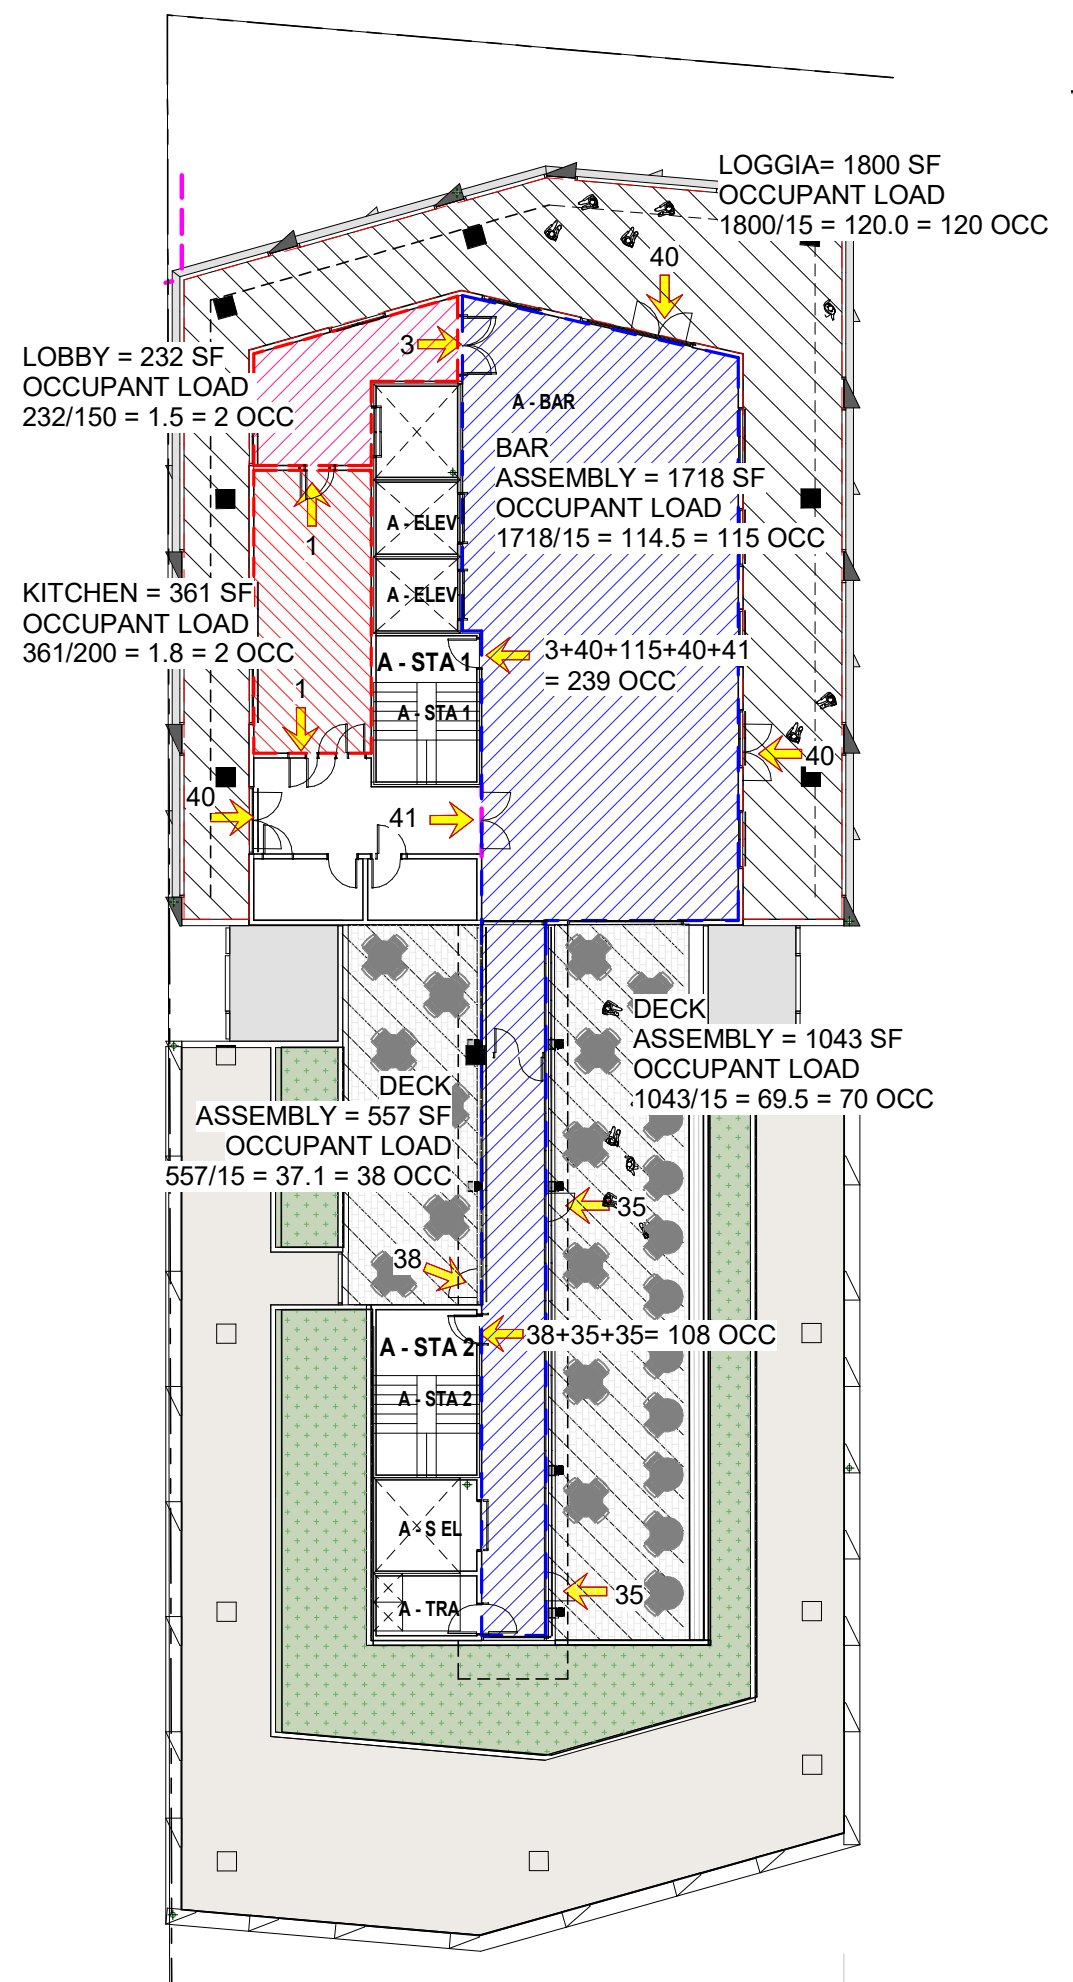 LOGGIA= 1800 SF
OCCUPANT LOAD
1800/15 = 120.0 = 120 OCC
40
3
LOBBY = 232 SF
OCCUPANT LOAD
232/150 = 1.5 = 2 OCC
A - BAR
BAR
ASSEMBLY = 1718 SF
OCCUPANT LOAD
1718/15 = 114.5 = 115 OCC
A - ELEV
1
KITCHEN = 361 SF
OCCUPANT LOAD
361/200 = 1.8 = 2 OCC
A - ELEV
3+40+115+40+41
= 239 OCC
A - STA 1
1
A - STA 1
40
40
41
DECK
ASSEMBLY = 1043 SF
OCCUPANT LOAD
1043/15 = 69.5 = 70 OCC
DECK
ASSEMBLY = 557 SF
OCCUPANT LOAD
557/15 = 37.1 = 38 OCC
35
38
38+35+35= 108 OCC
A - STA 2
A - STA 2
A - S EL
35
A - TRA